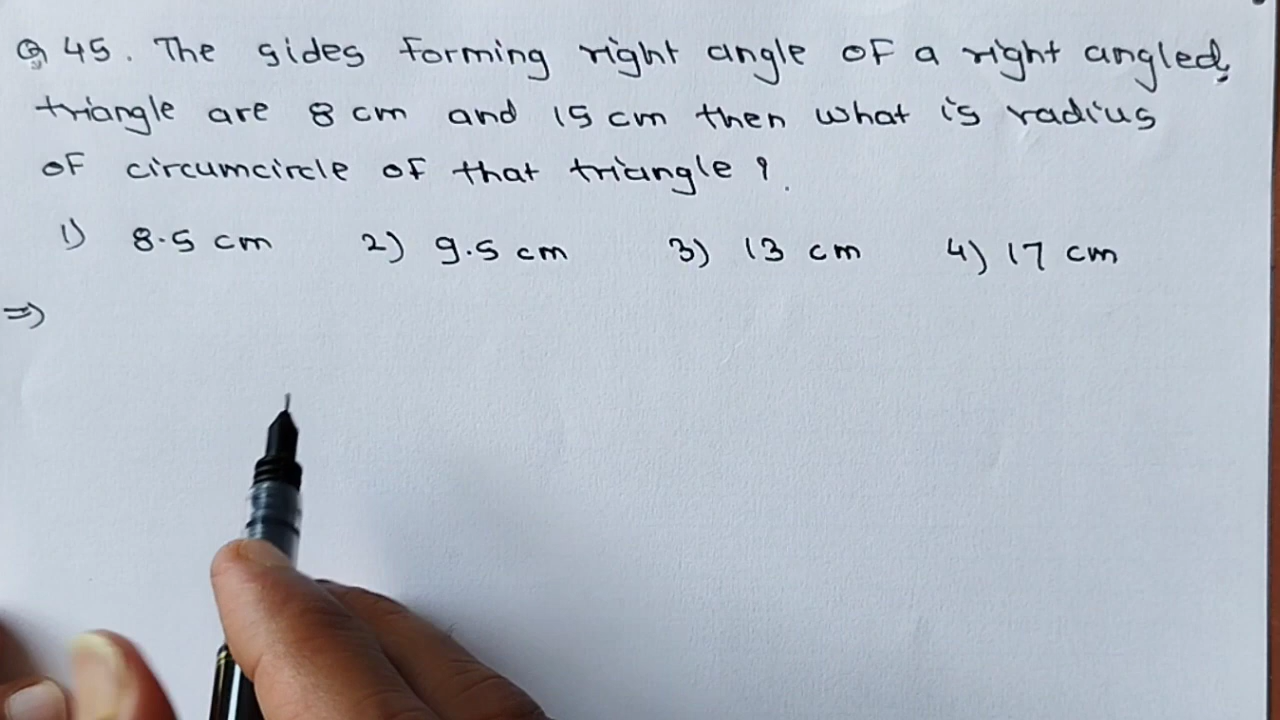 Q 45. The sides forming right angle of a right angled
triangle are 8 cm and 15 cm then what is radius
of circumcircle of that triangle ?
1) 8.5 cm 2) 9.5 cm 3) 13 cm 4) 17 cm
⇒